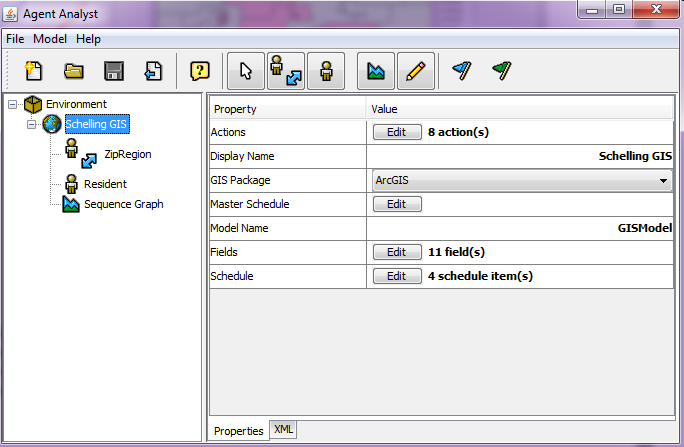 Agent Analyst
File Model Help
Environment
Schelling GIS
ZipRegion
Resident
Sequence Graph
Property Value
Actions Edit 8 action(s)
Display Name Schelling GIS
GIS Package ArcGIS
Master Schedule Edit
Model Name GISModel
Fields Edit 11 field(s)
Schedule Edit 4 schedule item(s)
Properties XML